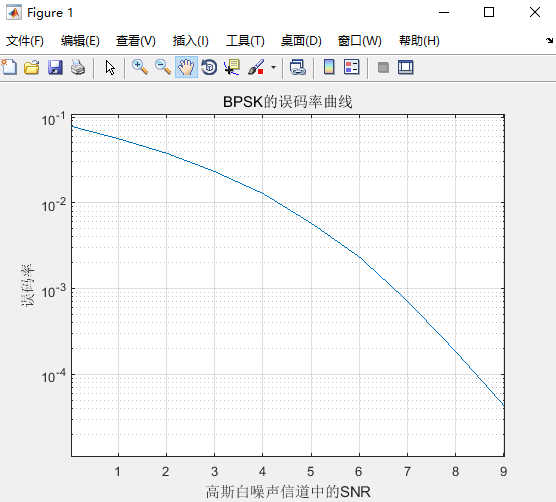 Figure 1
文件(F) 编辑(E) 查看(V) 插入(I) 工具(T) 桌面(D) 窗口(W) 帮助(H)
BPSK的误码率曲线
10-1
10-2
10-3
10-4
误码率
1 2 3 4 5 6 7 8 9
高斯白噪声信道中的SNR